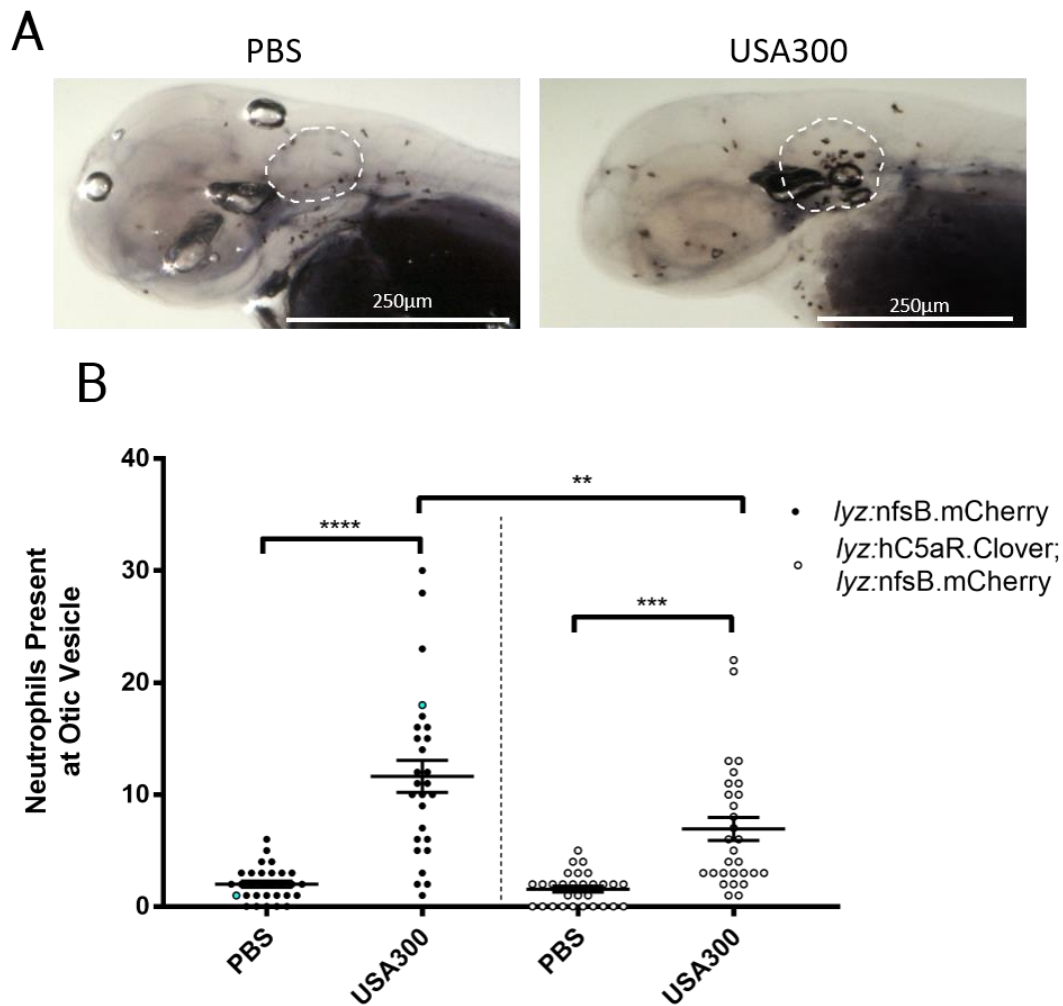 A
PBS
USA300
250µm
250µm
B
Neutrophils Present
at Otic Vesicle
40
30
20
10
0
****
**
***
lyz:nfsB.mCherry
lyz:hC5aR.Clover;
lyz:nfsB.mCherry
PBS
USA300
PBS
USA300